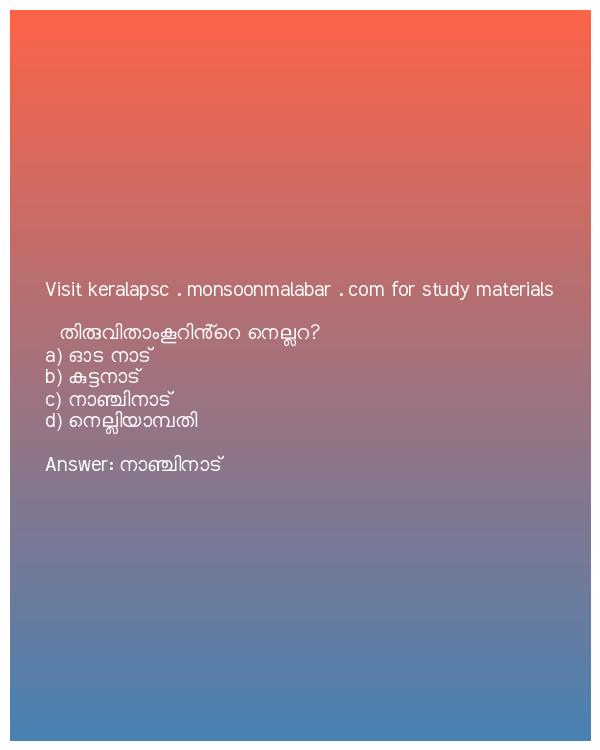 Visit keralapsc . monsoonmalabar . com for study materials
തിരുവിതാംകൂറിൻ്റെ നെല്ലറ?
a) ഓട നാട്
b) കുട്ടനാട്
c) നാഞ്ചിനാട്
d) നെല്ലിയാമ്പതി
Answer: നാഞ്ചിനാട്